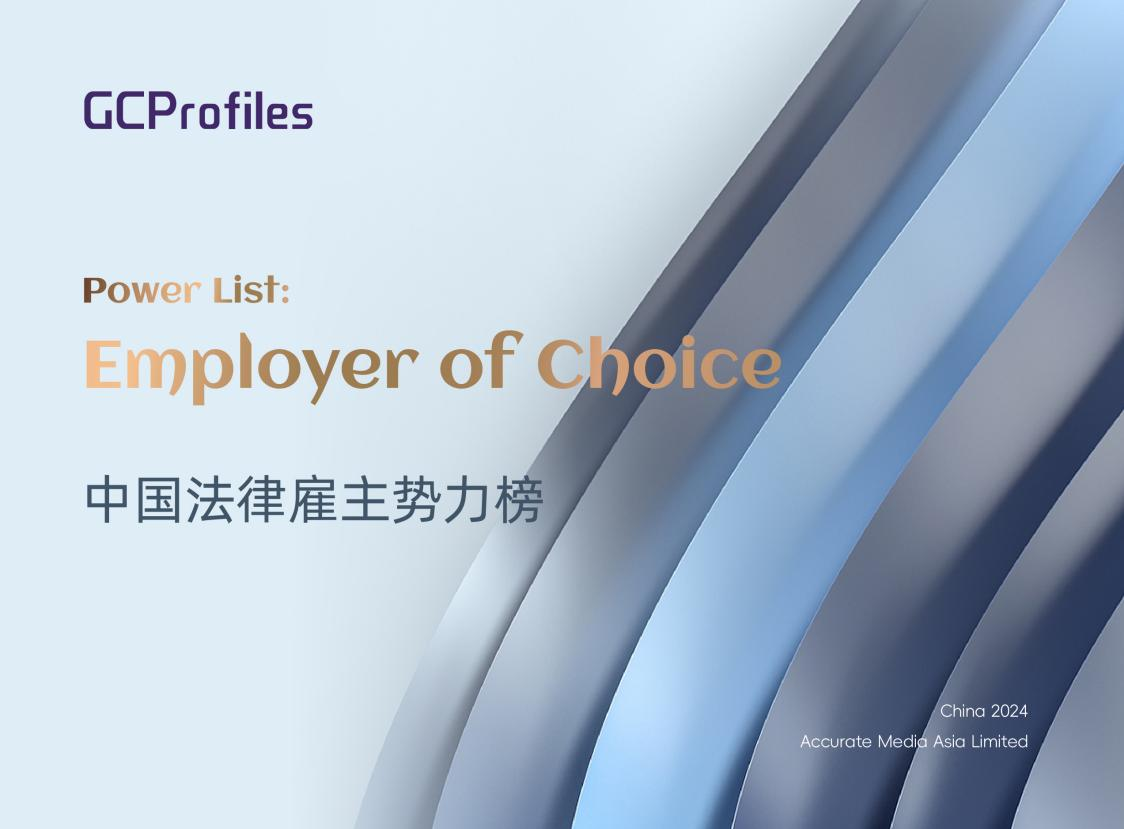 GCProfiles
Power List:
Employer of Choice
中国法律雇主势力榜
China 2024
Accurate Media Asia Limited